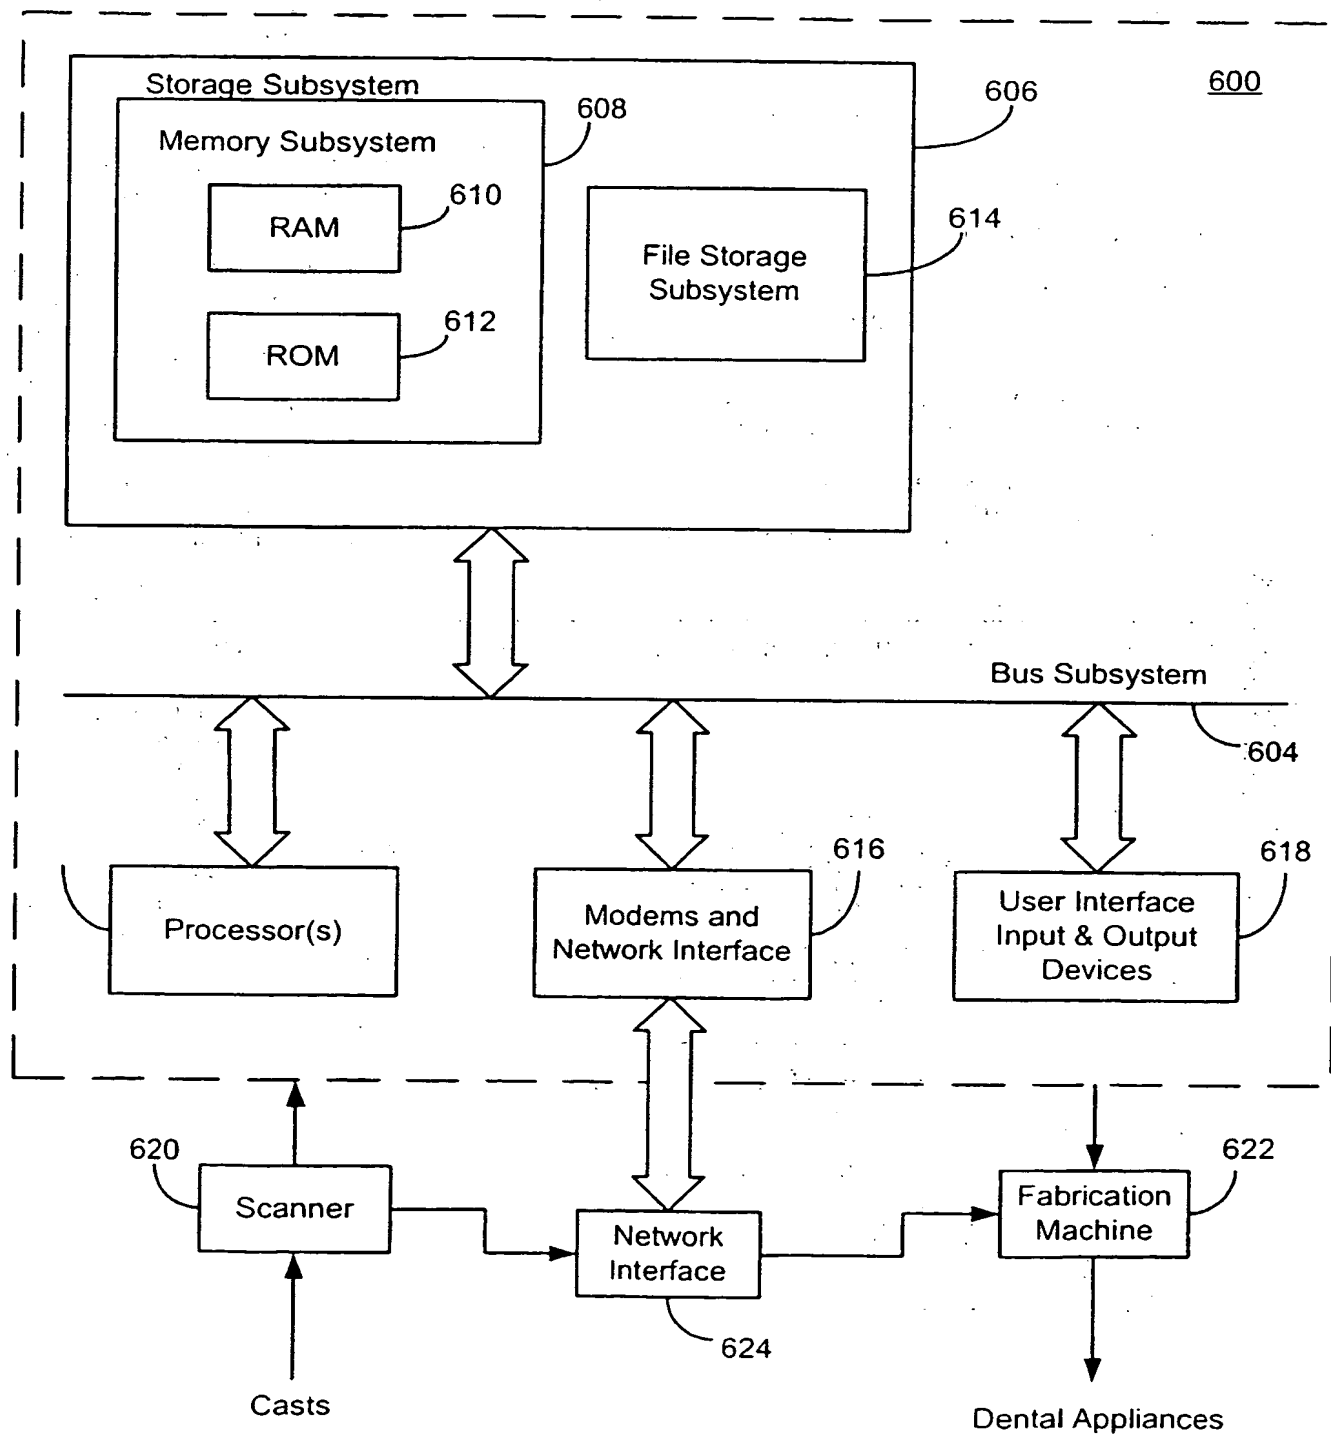 600
Storage Subsystem
606
608
Memory Subsystem
610
RAM
614
File Storage
Subsystem
612
ROM
Bus Subsystem
604
616
618
Processor(s)
Modems and
Network Interface
User Interface
Input & Output
Devices
620
Scanner
622
Fabrication
Machine
Network
Interface
624
Casts
Dental Appliances